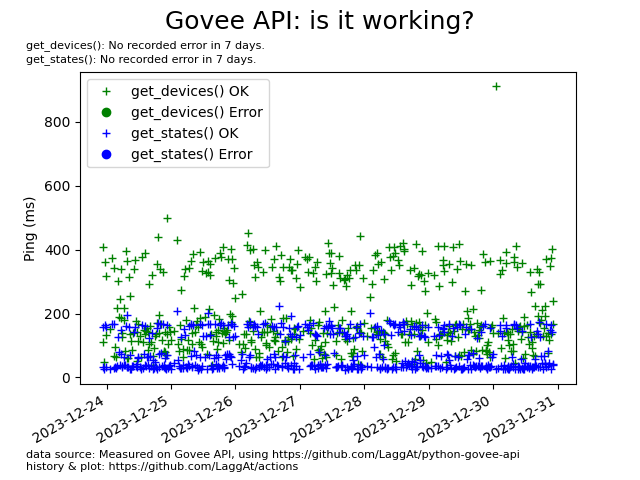 Govee API: is it working?
get_devices(): No recorded error in 7 days.
get_states(): No recorded error in 7 days.
get_devices() OK
get_devices() Error
get_states() OK
get_states() Error
Ping (ms)
800
600
400
200
0
2023-12-24
2023-12-25
2023-12-26
2023-12-27
2023-12-28
2023-12-29
2023-12-30
2023-12-31
data source: Measured on Govee API, using https://github.com/LaggAt/python-govee-api
history & plot: https://github.com/LaggAt/actions